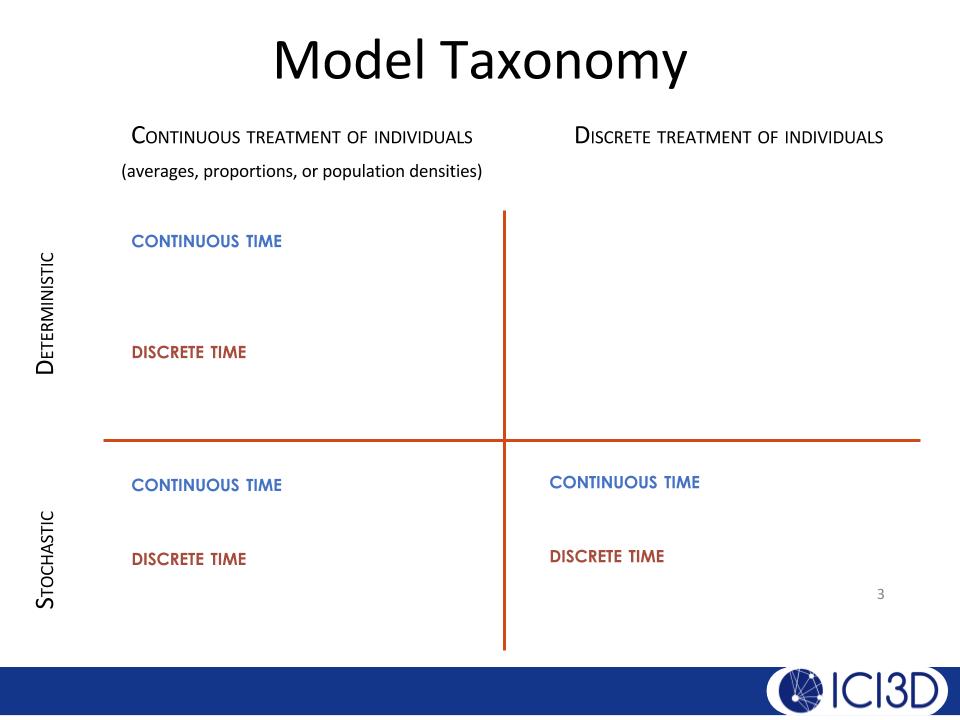 Model Taxonomy
Continuous treatment of individuals
(averages, proportions, or population densities)
Discrete treatment of individuals
Deterministic
CONTINUOUS TIME
DISCRETE TIME
Stochastic
CONTINUOUS TIME
DISCRETE TIME
CONTINUOUS TIME
DISCRETE TIME
3
ICI3D